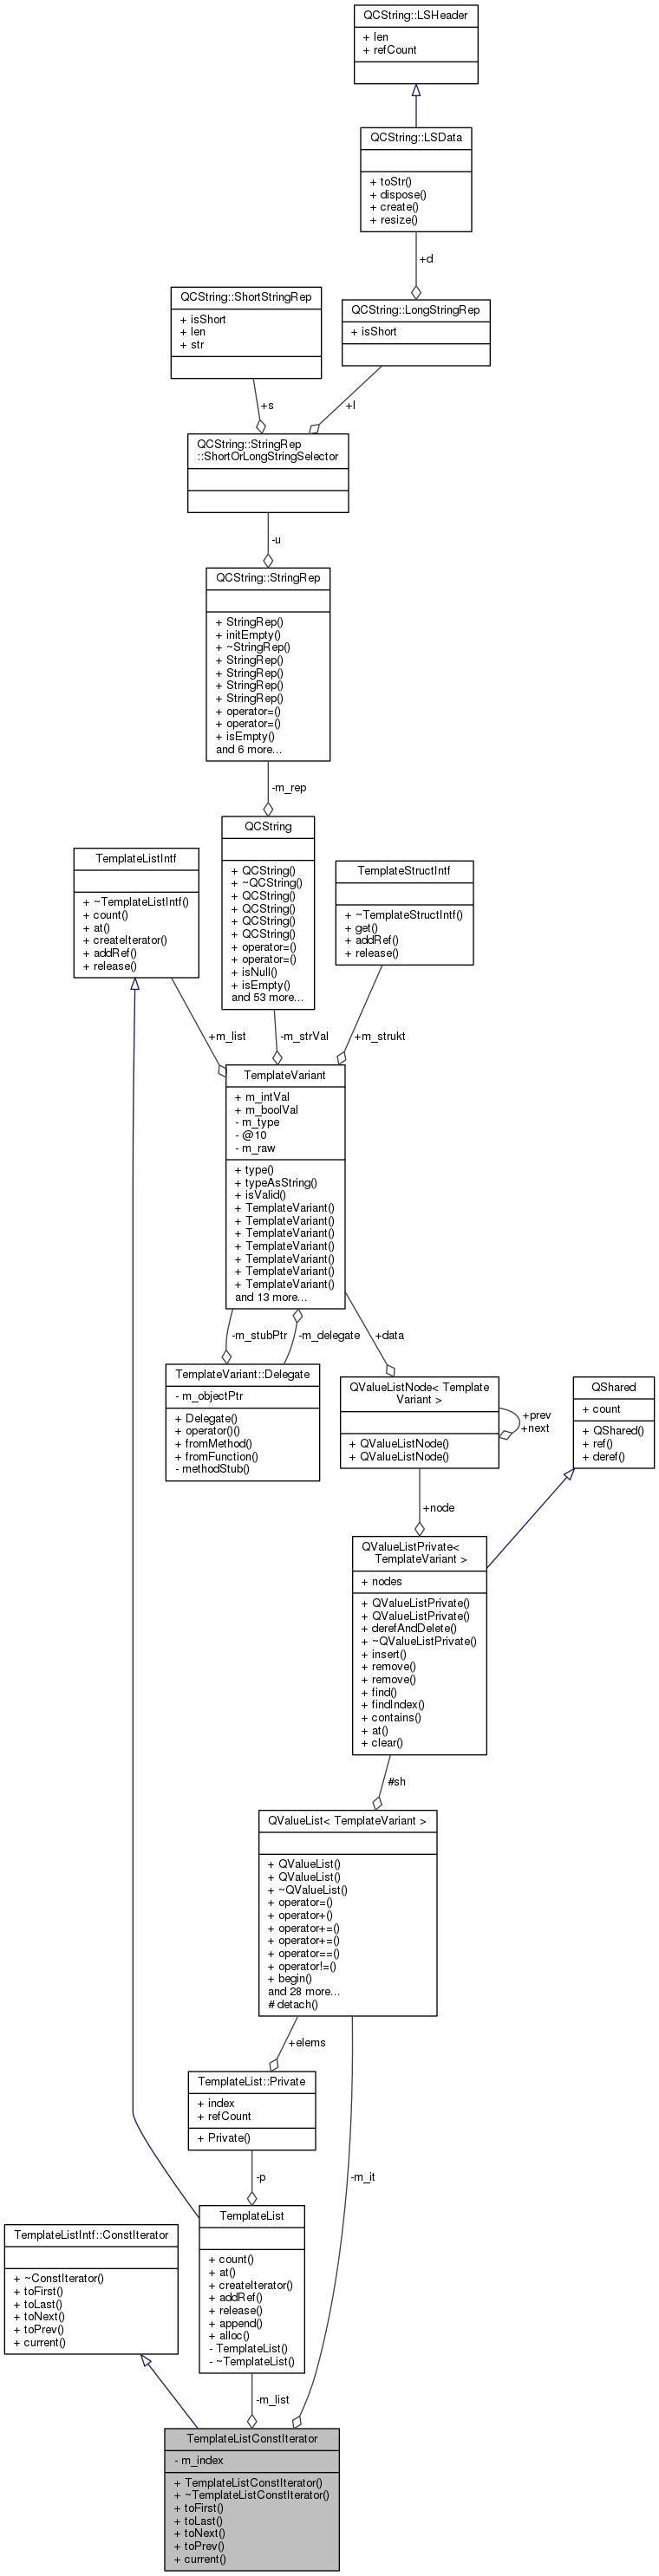 QCString::LSHeader
+ len
+ refCount
QCString::LSData
+ toStr()
+ dispose()
+ create()
+ resize()
+d
QCString::ShortStringRep
+ isShort
+ len
+ str
QCString::LongStringRep
+ isShort
+s
+l
QCString::StringRep
::ShortOrLongStringSelector
-u
QCString::StringRep
+ StringRep()
+ initEmpty()
+ ~StringRep()
+ StringRep()
+ StringRep()
+ StringRep()
+ StringRep()
+ operator=()
+ operator=()
+ isEmpty()
and 6 more...
-m_rep
QCString
+ QCString()
+ ~QCString()
+ QCString()
+ QCString()
+ QCString()
+ QCString()
+ operator=()
+ operator=()
+ isNull()
+ isEmpty()
and 53 more...
TemplateListIntf
+ ~TemplateListIntf()
+ count()
+ at()
+ createIterator()
+ addRef()
+ release()
TemplateStructIntf
+ ~TemplateStructIntf()
+ get()
+ addRef()
+ release()
+m_list
-m_strVal
+m_strukt
TemplateVariant
+ m_intVal
+ m_boolVal
- m_type
- @10
- m_raw
+ type()
+ typeAsString()
+ isValid()
+ TemplateVariant()
+ TemplateVariant()
+ TemplateVariant()
+ TemplateVariant()
+ TemplateVariant()
+ TemplateVariant()
+ TemplateVariant()
and 13 more...
-m_stubPtr
-m_delegate
+data
TemplateVariant::Delegate
- m_objectPtr
+ Delegate()
+ operator()()
+ fromMethod()
+ fromFunction()
- methodStub()
QValueListNode< Template
Variant >
+ QValueListNode()
+ QValueListNode()
+prev
+next
QShared
+ count
+ QShared()
+ ref()
+ deref()
+node
QValueListPrivate<
TemplateVariant >
+ nodes
+ QValueListPrivate()
+ QValueListPrivate()
+ derefAndDelete()
+ ~QValueListPrivate()
+ insert()
+ remove()
+ remove()
+ find()
+ findIndex()
+ contains()
+ at()
+ clear()
#sh
QValueList< TemplateVariant >
+ QValueList()
+ QValueList()
+ ~QValueList()
+ operator=()
+ operator+()
+ operator+=()
+ operator+=()
+ operator==()
+ operator!=()
+ begin()
and 28 more...
# detach()
+elems
TemplateList::Private
+ index
+ refCount
+ Private()
-p
-m_it
TemplateList
+ count()
+ at()
+ createIterator()
+ addRef()
+ release()
+ append()
+ alloc()
- TemplateList()
- ~TemplateList()
TemplateListIntf::ConstIterator
+ ~ConstIterator()
+ toFirst()
+ toLast()
+ toNext()
+ toPrev()
+ current()
-m_list
TemplateListConstIterator
- m_index
+ TemplateListConstIterator()
+ ~TemplateListConstIterator()
+ toFirst()
+ toLast()
+ toNext()
+ toPrev()
+ current()